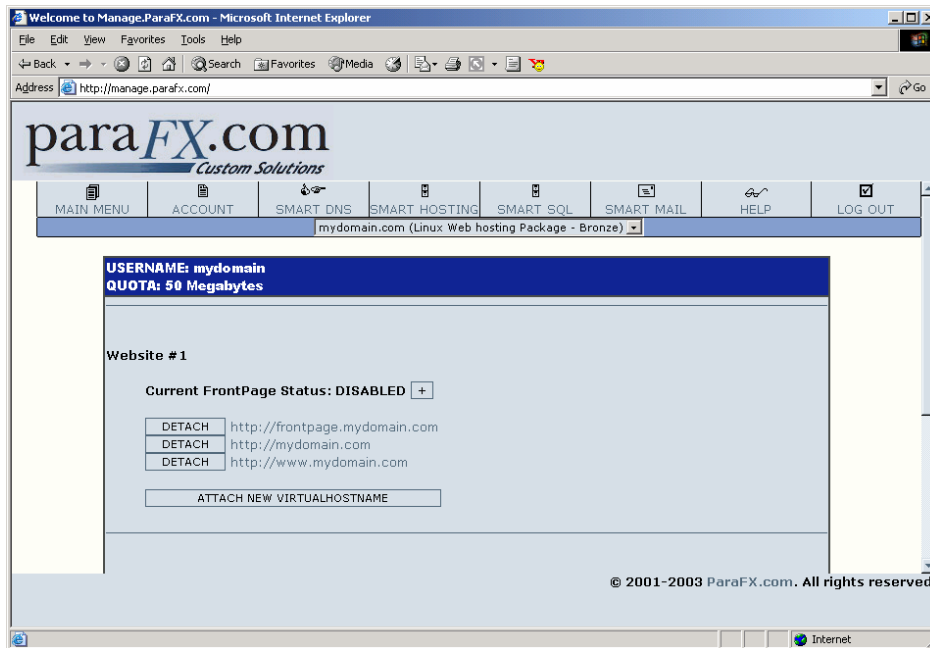 Welcome to Manage.ParaFX.com - Microsoft Internet Explorer
File Edit View Favorites Tools Help
Back Search Favorites Media
Address http://manage.parafx.com/ Go
paraFX.com
Custom Solutions
MAIN MENU ACCOUNT SMART DNS SMART HOSTING SMART SQL SMART MAIL HELP LOG OUT
mydomain.com (Linux Web hosting Package - Bronze)
USERNAME: mydomain
QUOTA: 50 Megabytes
Website #1
Current FrontPage Status: DISABLED +
DETACH http://frontpage.mydomain.com
DETACH http://mydomain.com
DETACH http://www.mydomain.com
ATTACH NEW VIRTUALHOSTNAME
© 2001-2003 ParaFX.com. All rights reserved
Internet